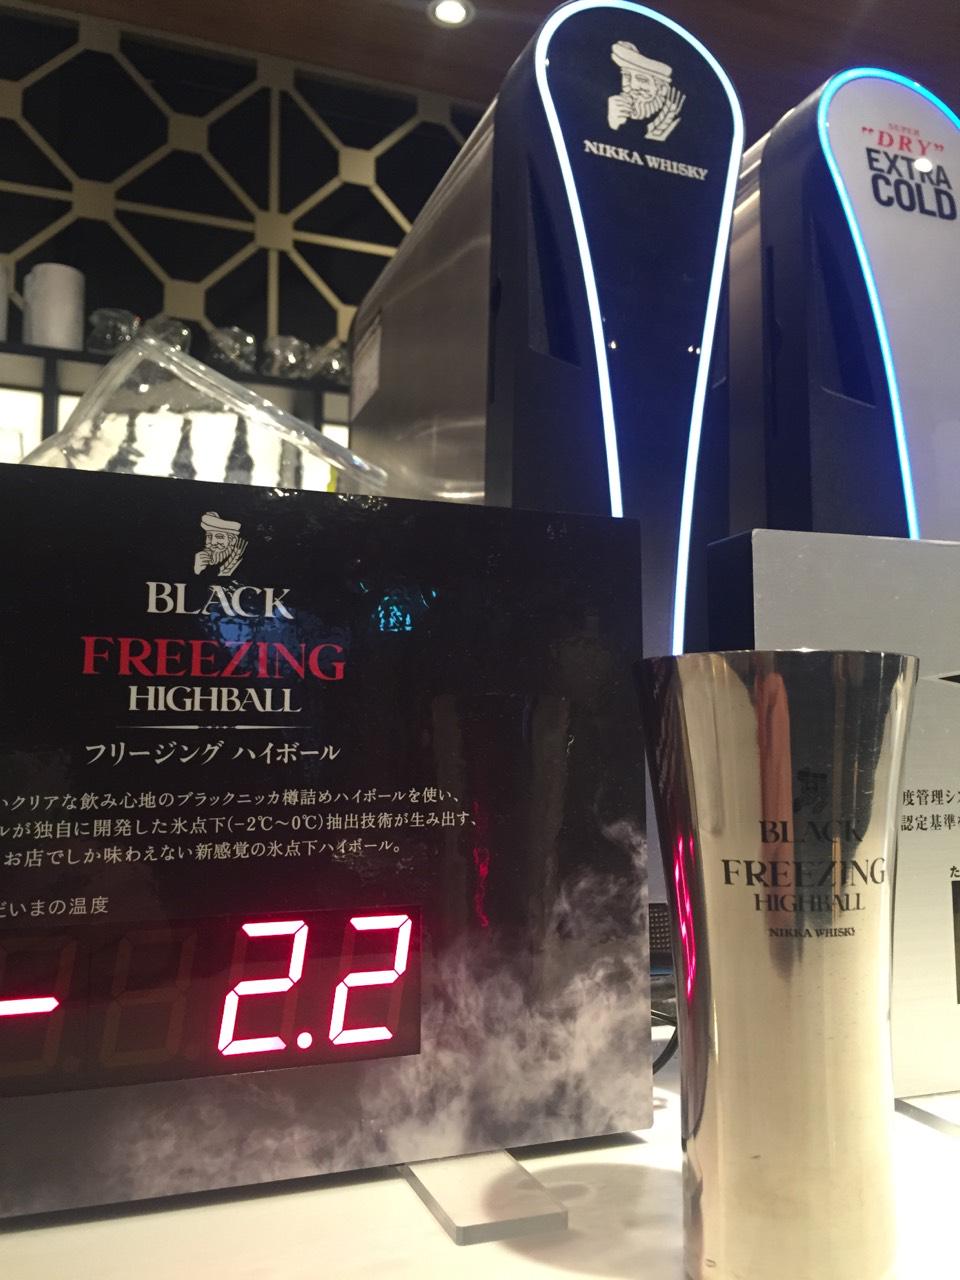 NIKKA WHISKY
SUPER
"DRY"
EXTRA
COLD
BLACK
FREEZING
HIGHBALL
フリージング ハイボール
クリアな飲み心地のブラックニッカ樽詰めハイボールを使い、
ルが独自に開発した氷点下(−2℃〜0℃)抽出技術が生み出す、
お店でしか味わえない新感覚の氷点下ハイボール。
だいまの温度
-2.2
BLACK
FREEZING
HIGHBALL
NIKKA WHISKY
度管理シ
認定基準
た